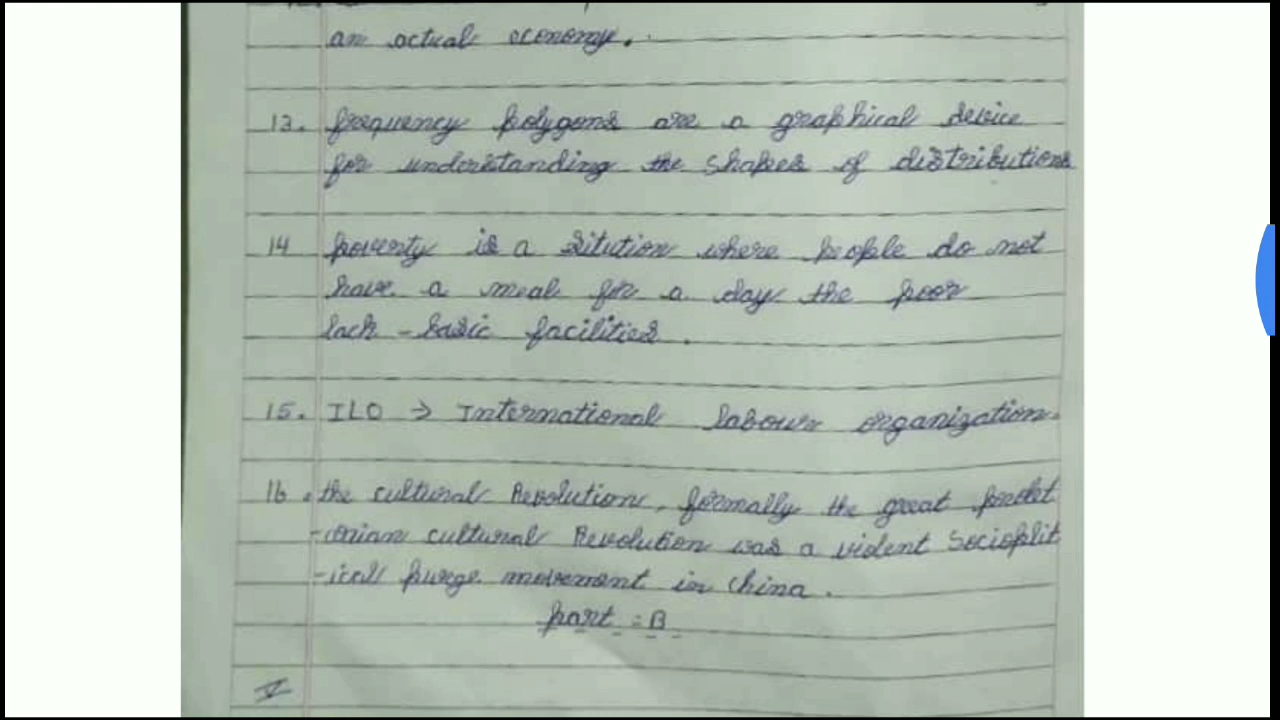 an actual economy.
13. frequency polygons are a graphical device
for understanding the shapes of distributions
14 poverty is a sitution where people do not
have a meal for a day the poor
lack - basic facilities.
15. ILO → International labour organization.
16. the cultural Revolution, formally the great prolet
-arian cultural Revolution was a violent Socioplit
-ical purge movement in China.
part :- B
V